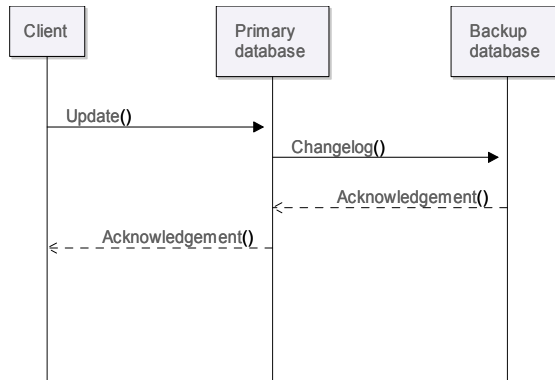 Client
Primary
database
Backup
database
Update()
Changelog()
Acknowledgement()
Acknowledgement()